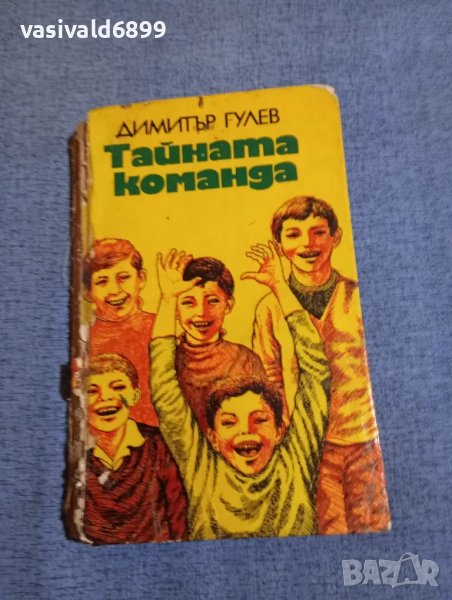 vasivald6899
ДИМИТЪР ГУЛЕВ
Тайната
команда
BAZAR